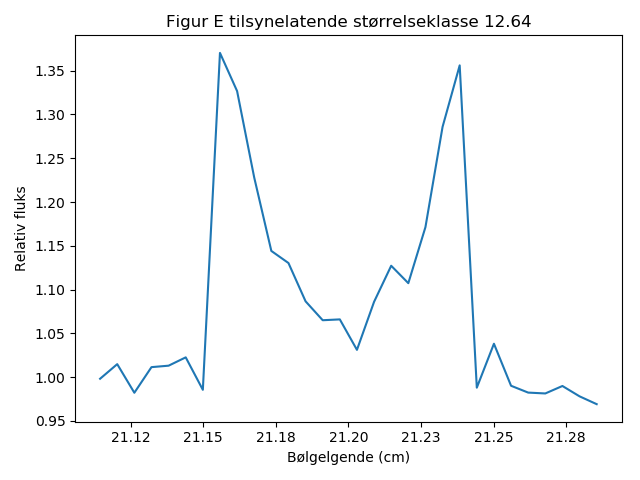 Figur E tilsynelatende størrelseklasse 12.64
Relativ fluks
1.35
1.30
1.25
1.20
1.15
1.10
1.05
1.00
0.95
21.12 21.15 21.18 21.20 21.23 21.25 21.28
Bølgelgende (cm)